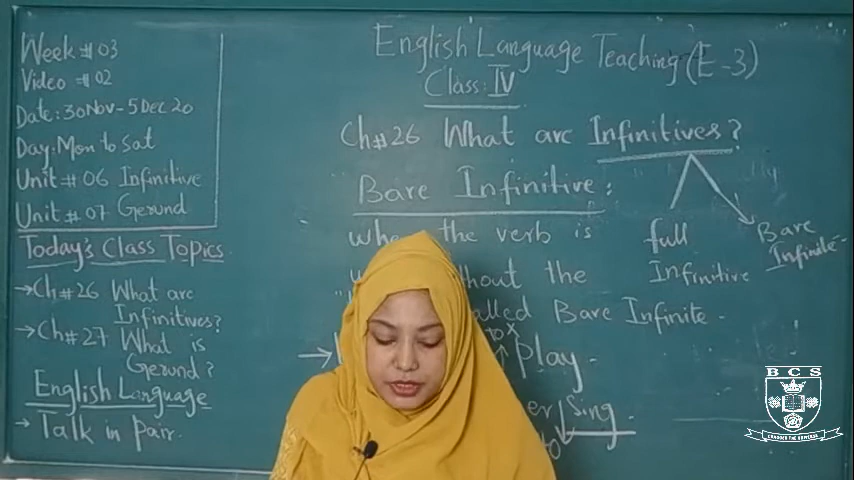 Week # 03
Video # 02
Date: 30 Nov - 5 Dec 20
Day: Mon to Sat
Unit # 06 Infinitive
Unit # 07 Gerund
Today's Class Topics
→ Ch # 26 What are
Infinitives?
→ Ch # 27 What is
Gerund?
English Language
→ Talk in Pair.
English Language Teaching (E-3)
Class: IV
Ch# 26 What are Infinitives?
full
Infinitive
Bare
Infinite
Bare Infinitive:
the verb is
the
Bare Infinite
to X
Play
Sing
BCS